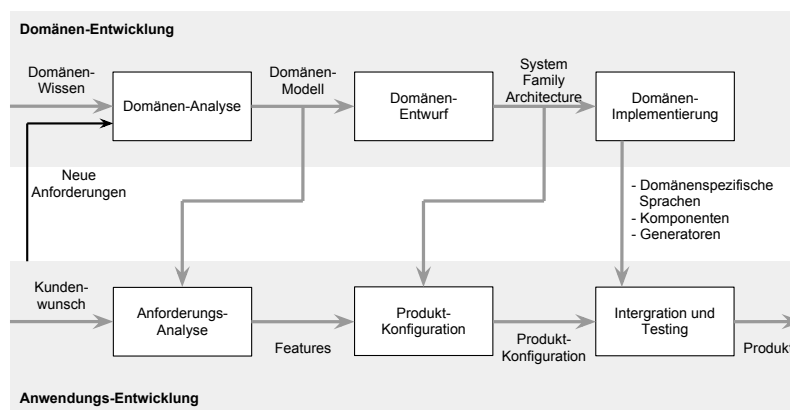 Domänen-Entwicklung
Domänen-
Wissen
Domänen-Analyse
Domänen-
Modell
Domänen-
Entwurf
System
Family
Architecture
Domänen-
Implementierung
Neue
Anforderungen
- Domänenspezifische
Sprachen
- Komponenten
- Generatoren
Kunden-
wunsch
Anforderungs-
Analyse
Features
Produkt-
Konfiguration
Produkt-
Konfiguration
Intergration und
Testing
Produkt
Anwendungs-Entwicklung